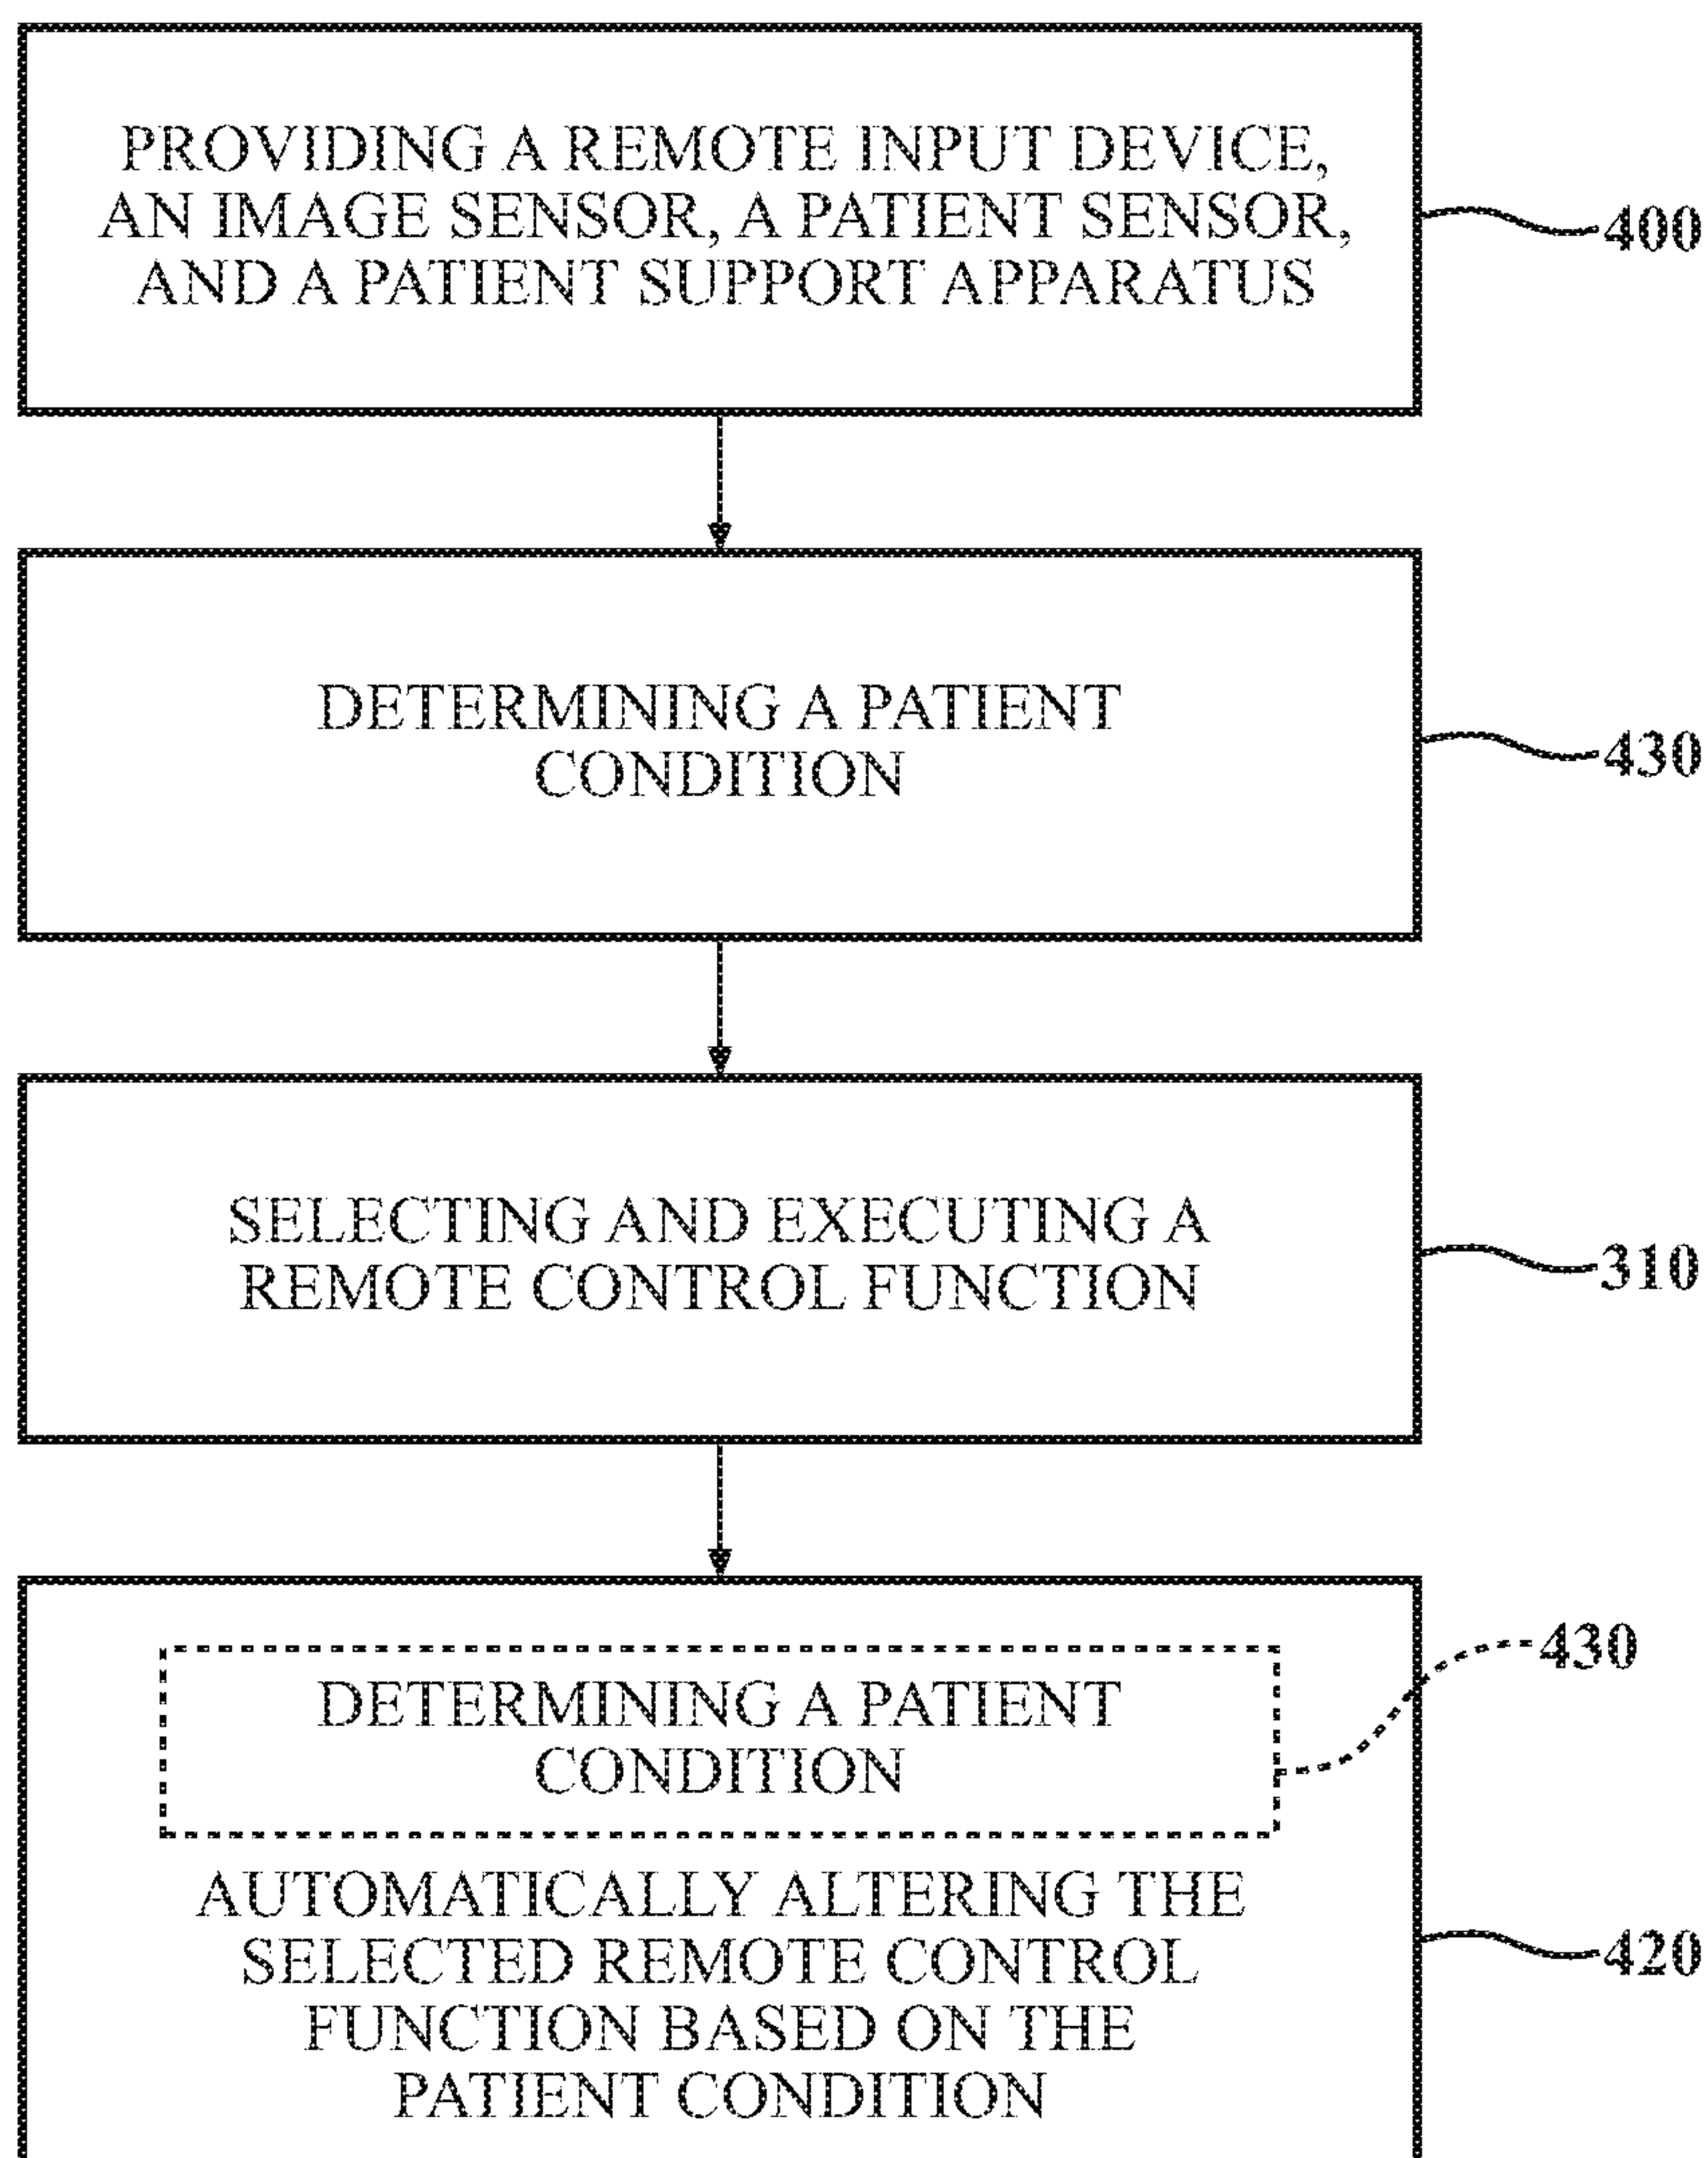 PROVIDING A REMOTE INPUT DEVICE,
AN IMAGE SENSOR, A PATIENT SENSOR,
AND A PATIENT SUPPORT APPARATUS
400
DETERMINING A PATIENT
CONDITION
430
SELECTING AND EXECUTING A
REMOTE CONTROL FUNCTION
310
DETERMINING A PATIENT
CONDITION
430
AUTOMATICALLY ALTERING THE
SELECTED REMOTE CONTROL
FUNCTION BASED ON THE
PATIENT CONDITION
420